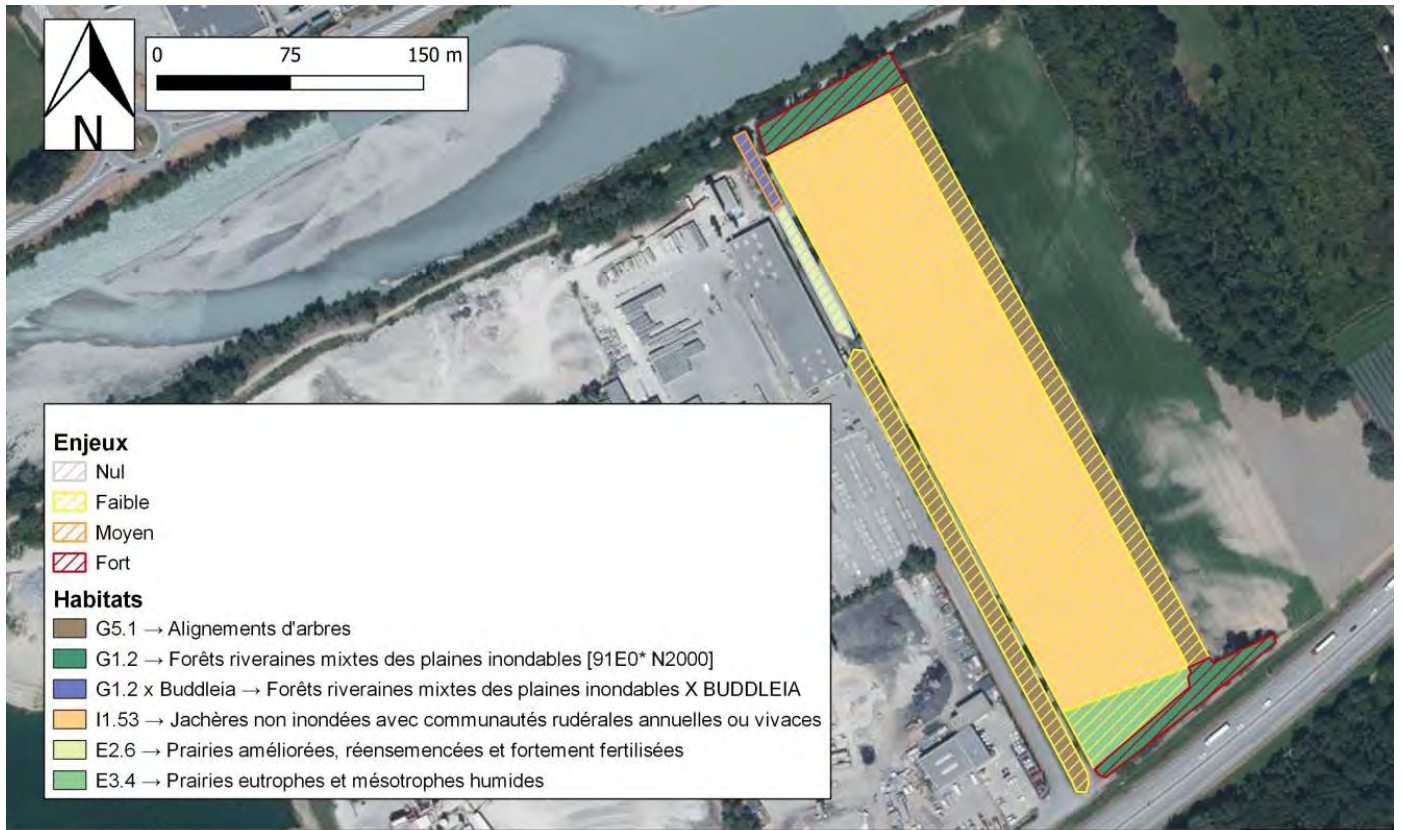 N
0 75 150 m
Enjeux
Nul
Faible
Moyen
Fort
Habitats
G5.1 → Alignements d'arbres
G1.2 → Forêts riveraines mixtes des plaines inondables [91E0* N2000]
G1.2 x Buddleia → Forêts riveraines mixtes des plaines inondables X BUDDLEIA
I1.53 → Jachères non inondées avec communautés rudérales annuelles ou vivaces
E2.6 → Prairies améliorées, réensemencées et fortement fertilisées
E3.4 → Prairies eutrophes et mésotrophes humides